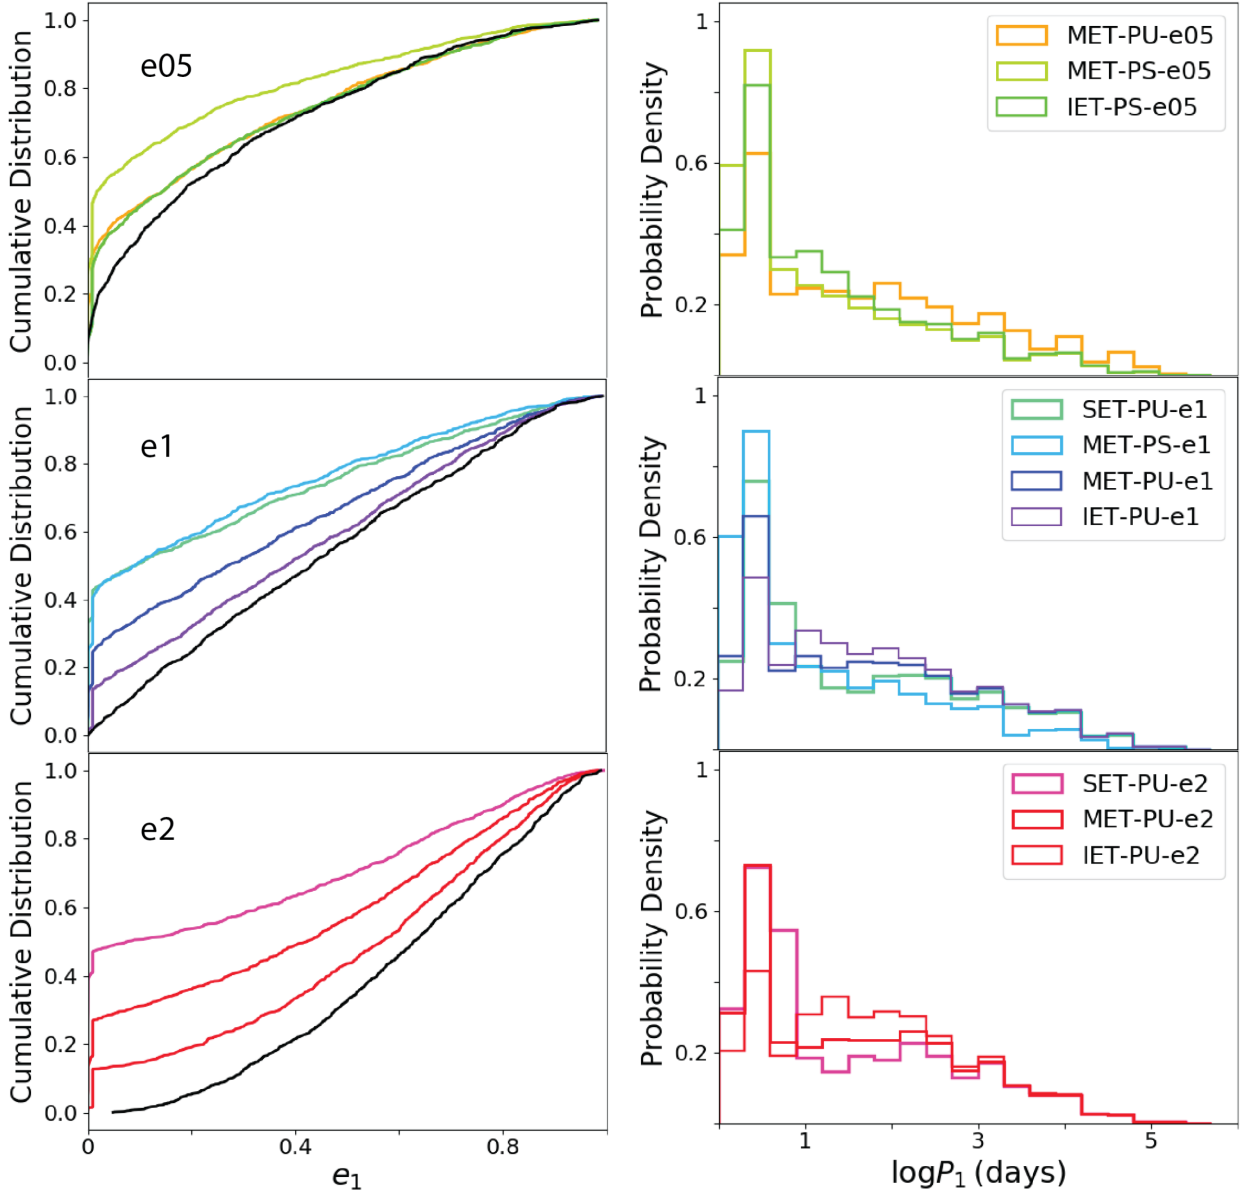 1.0
0.8
0.6
0.4
0.2
0.0
Cumulative Distribution
e05
1
0.6
0.2
Probability Density
MET-PU-e05
MET-PS-e05
IET-PS-e05
1.0
0.8
0.6
0.4
0.2
0.0
Cumulative Distribution
e1
1
0.6
0.2
Probability Density
SET-PU-e1
MET-PS-e1
MET-PU-e1
IET-PU-e1
1.0
0.8
0.6
0.4
0.2
0.0
Cumulative Distribution
e2
0 0.4 0.8
e₁
1
0.6
0.2
Probability Density
SET-PU-e2
MET-PU-e2
IET-PU-e2
1 3 5
logP₁ (days)